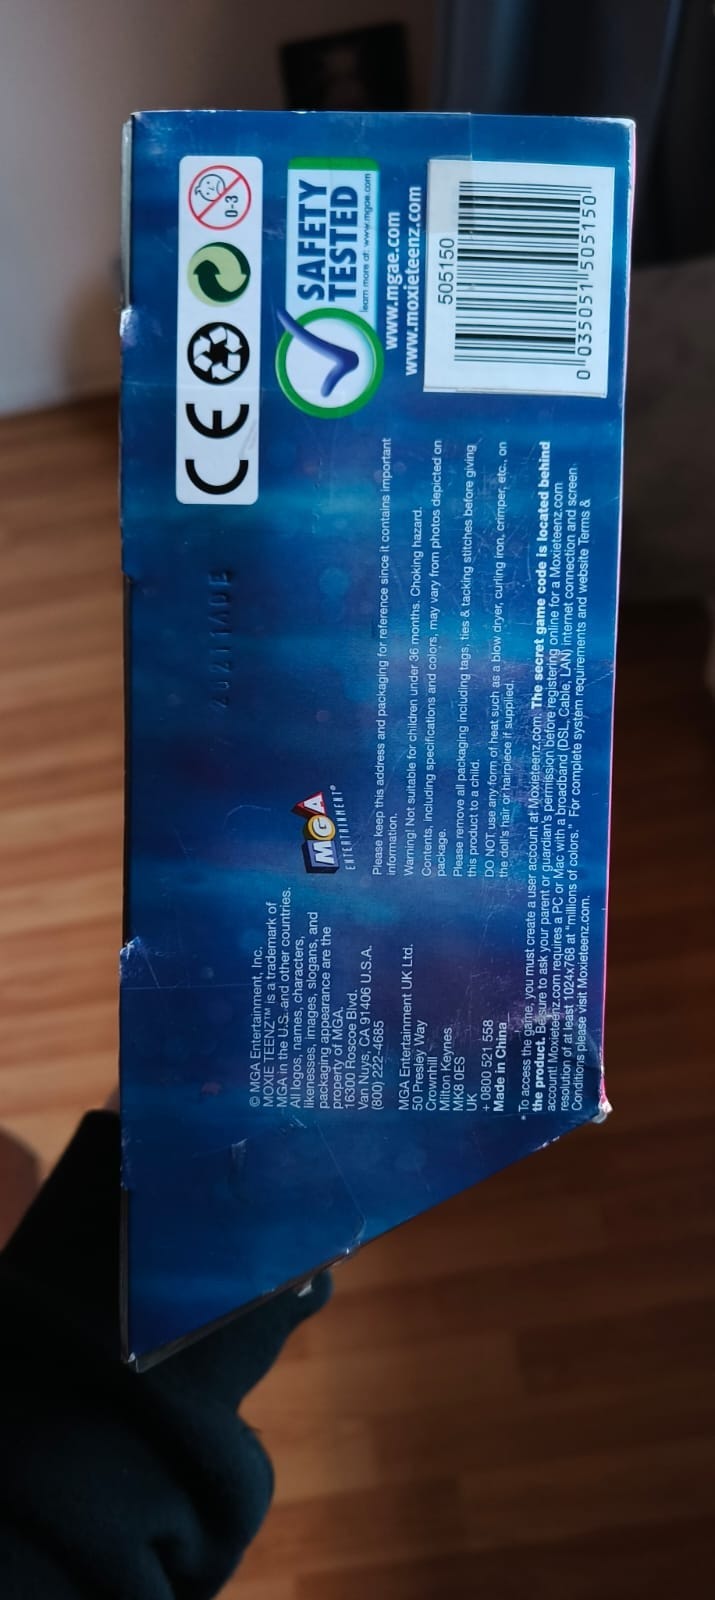 © MGA Entertainment, Inc.
MOXIE TEENZ™ is a trademark of
MGA in the U.S. and other countries.
All logos, names, characters,
likenesses, images, slogans, and
packaging appearance are the
property of MGA.
16300 Roscoe Blvd.
Van Nuys, CA 91406 U.S.A.
(800) 222-4685
MGA Entertainment UK Ltd.
50 Presley Way
Crownhill
Milton Keynes
MK8 0ES
UK
+ 0800 521 558
Made in China
MGA
ENTERTAINMENT®
Please keep this address and packaging for reference since it contains important
information.
Warning! Not suitable for children under 36 months. Choking hazard.
Contents, including specifications and colors, may vary from photos depicted on
package.
Please remove all packaging including tags, ties & tacking stitches before giving
this product to a child.
DO NOT use any form of heat such as a blow dryer, curling iron, crimper, etc., on
the doll's hair or hairpiece if supplied.
* To access the game, you must create a user account at Moxieteenz.com. The secret game code is located behind
the product. Be sure to ask your parent or guardian's permission before registering online for a Moxieteenz.com
account! Moxieteenz.com requires a PC or Mac with a broadband (DSL, Cable, LAN) internet connection and screen
resolution of at least 1024x768 at "millions of colors." For complete system requirements and website Terms &
Conditions please visit Moxieteenz.com.
CE
0-3
SAFETY
TESTED
learn more at: www.mgae.com
www.mgae.com
www.moxieteenz.com
505150
0 035051 505150